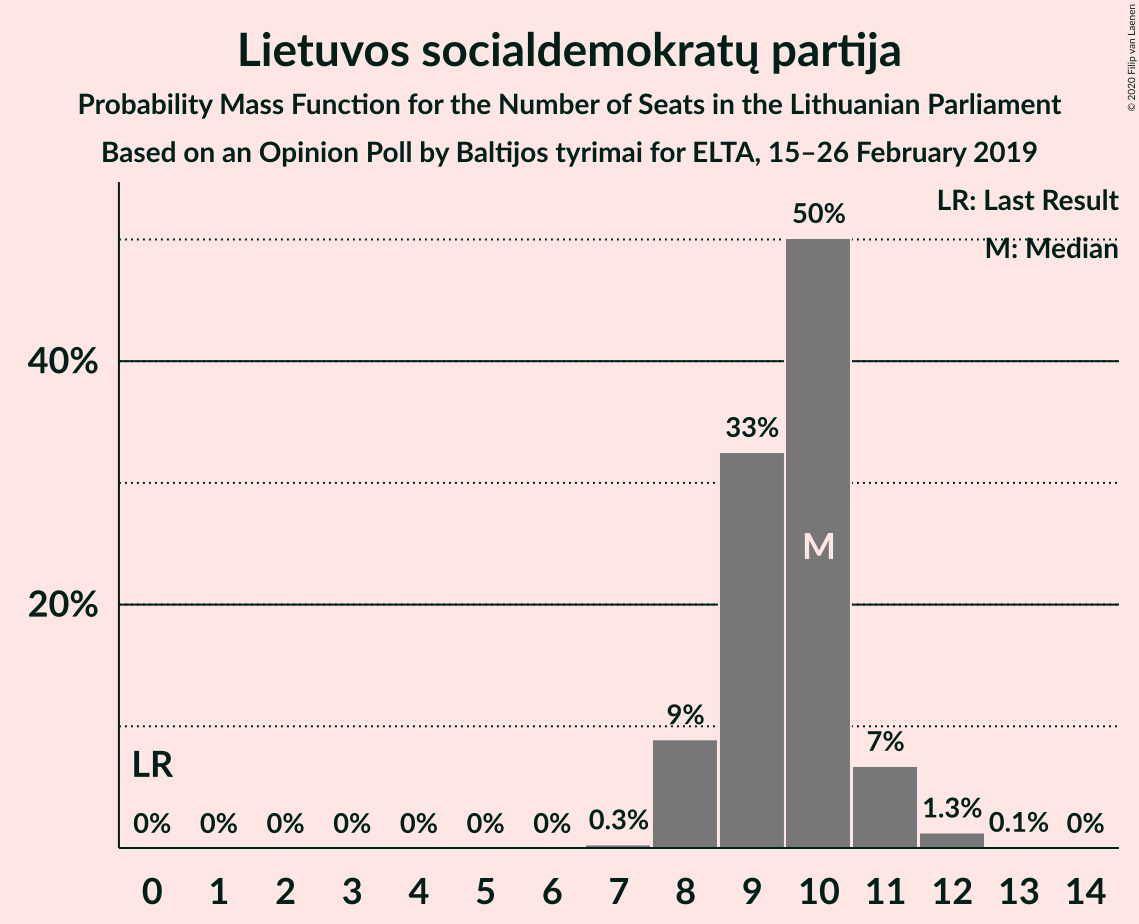 Lietuvos socialdemokratų partija
Probability Mass Function for the Number of Seats in the Lithuanian Parliament
Based on an Opinion Poll by Baltijos tyrimai for ELTA, 15–26 February 2019
© 2020 Filip van Laenen
LR: Last Result
M: Median
50%
40%
33%
M
20%
9%
7%
LR
0% 0% 0% 0% 0% 0% 0% 0.3% 1.3% 0.1% 0%
0 1 2 3 4 5 6 7 8 9 10 11 12 13 14